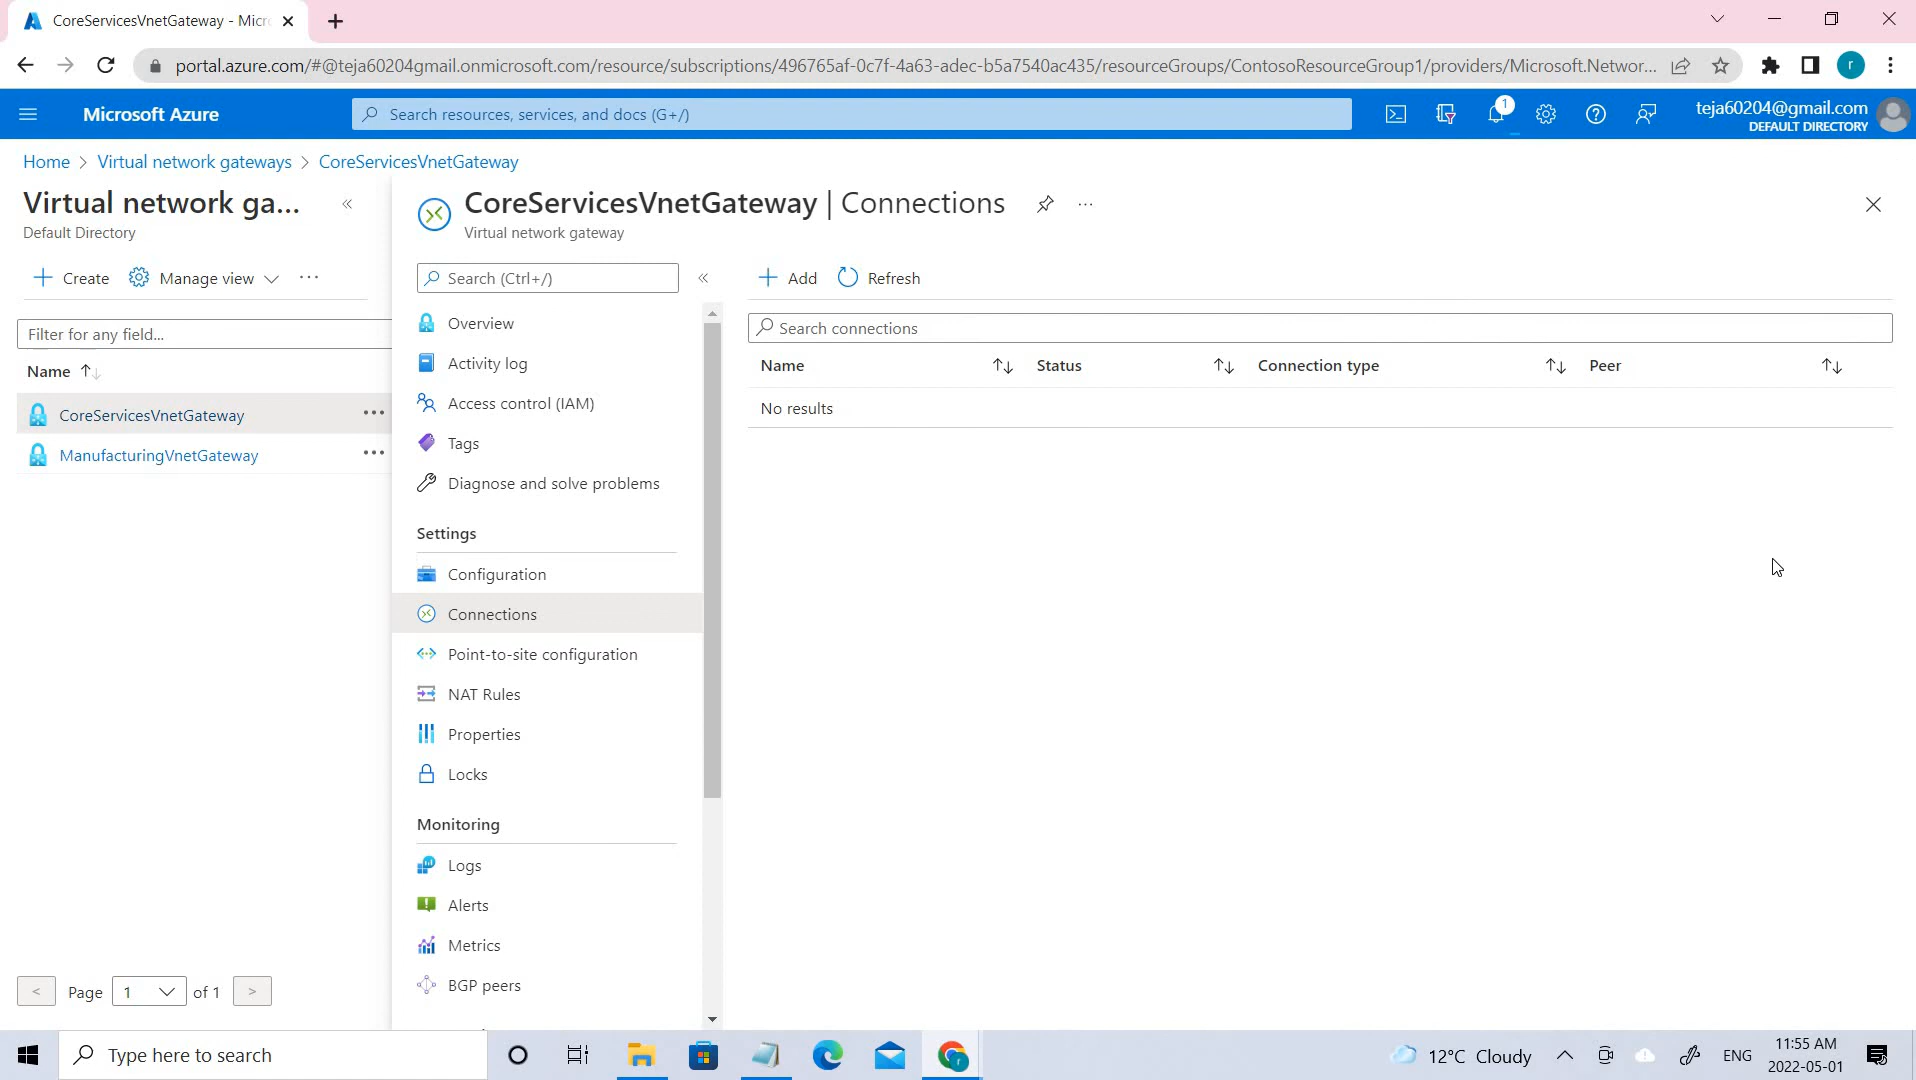 CoreServicesVnetGateway - Micr
portal.azure.com/#@teja60204gmail.onmicrosoft.com/resource/subscriptions/496765af-0c7f-4a63-adec-b5a7540ac435/resourceGroups/ContosoResourceGroup1/providers/Microsoft.Networ...
r
Microsoft Azure
Search resources, services, and docs (G+/)
1
teja60204@gmail.com
DEFAULT DIRECTORY
Home > Virtual network gateways > CoreServicesVnetGateway
Virtual network ga... «
Default Directory
+ Create Manage view ...
Filter for any field...
Name ↑↓
CoreServicesVnetGateway ...
ManufacturingVnetGateway ...
< Page 1 of 1 >
CoreServicesVnetGateway | Connections ...
Virtual network gateway
Search (Ctrl+/) «
Overview
Activity log
Access control (IAM)
Tags
Diagnose and solve problems
Settings
Configuration
Connections
Point-to-site configuration
NAT Rules
Properties
Locks
Monitoring
Logs
Alerts
Metrics
BGP peers
+ Add Refresh
Search connections
Name ↑↓ Status ↑↓ Connection type ↑↓ Peer ↑↓
No results
Type here to search
12°C Cloudy
ENG
11:55 AM
2022-05-01